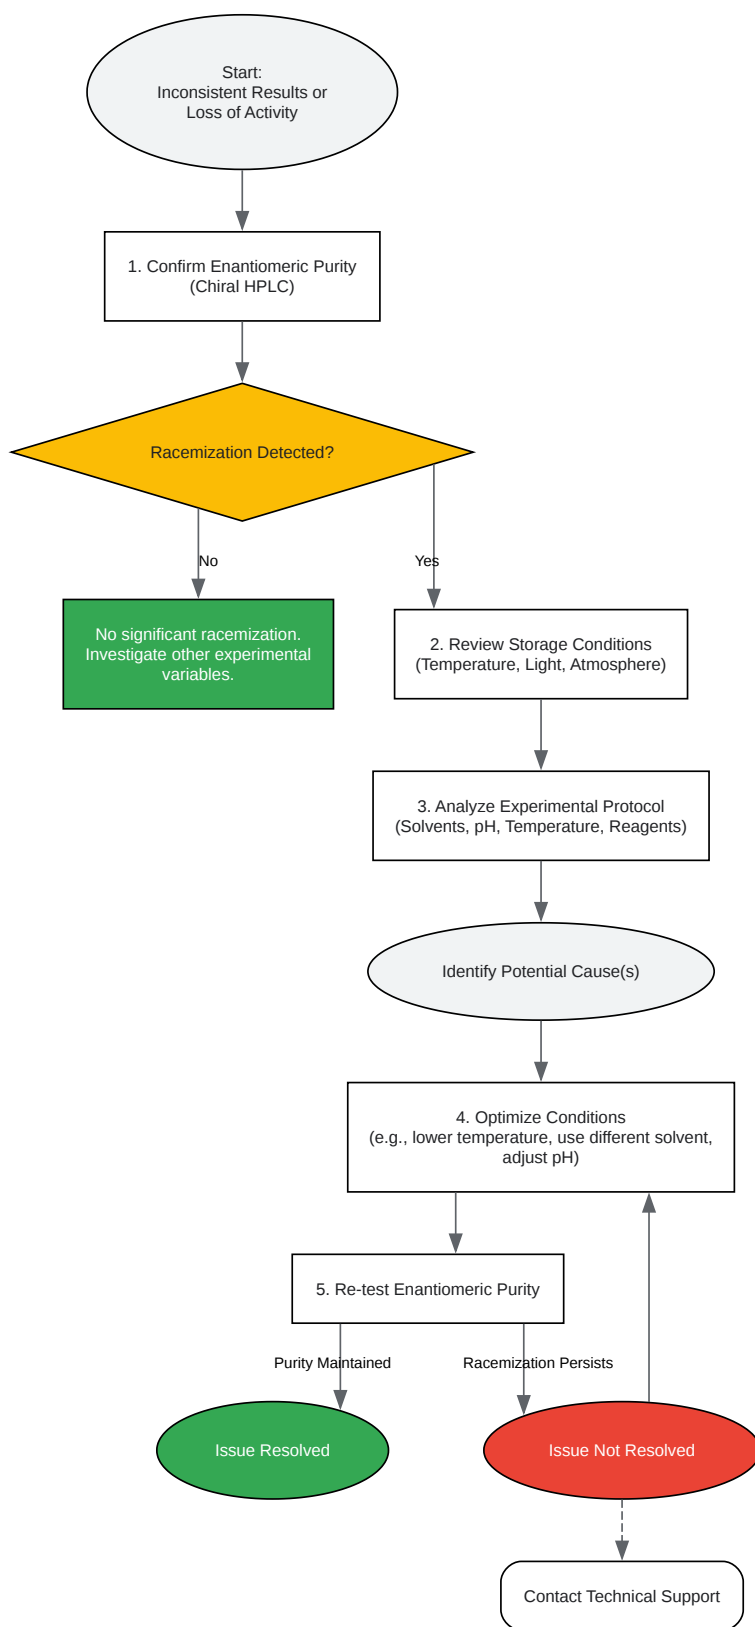 Start:
Inconsistent Results or
Loss of Activity
1. Confirm Enantiomeric Purity
(Chiral HPLC)
Racemization Detected?
No
Yes
No significant racemization.
Investigate other experimental
variables.
2. Review Storage Conditions
(Temperature, Light, Atmosphere)
3. Analyze Experimental Protocol
(Solvents, pH, Temperature, Reagents)
Identify Potential Cause(s)
4. Optimize Conditions
(e.g., lower temperature, use different solvent,
adjust pH)
5. Re-test Enantiomeric Purity
Purity Maintained
Racemization Persists
Issue Resolved
Issue Not Resolved
Contact Technical Support